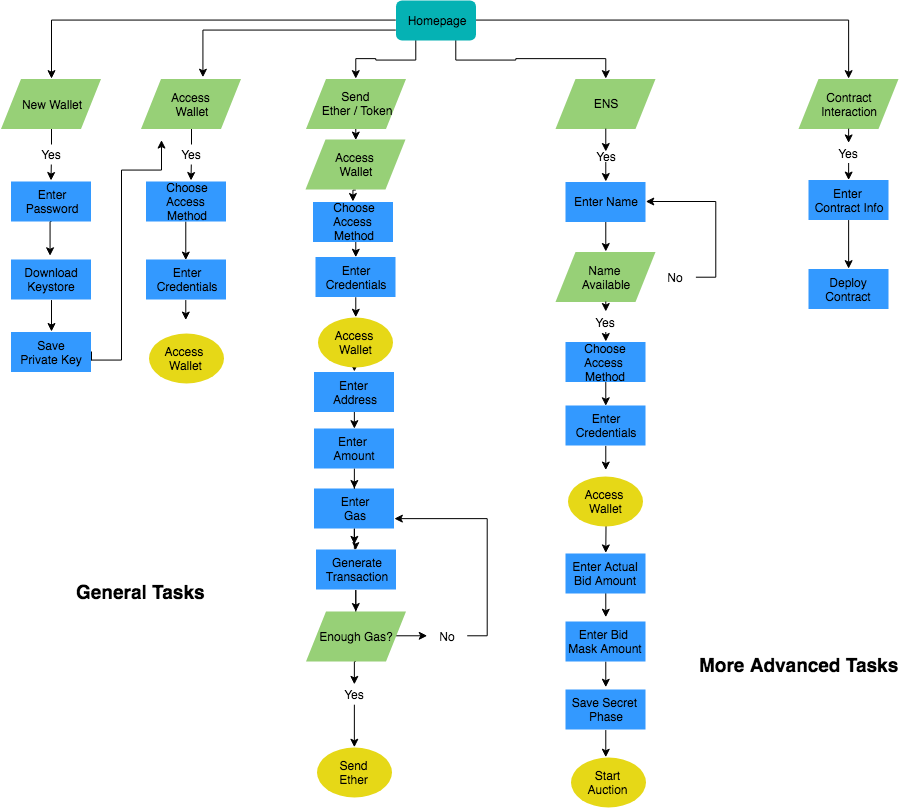 Homepage
New Wallet
Yes
Enter
Password
Download
Keystore
Save
Private Key
Access
Wallet
Yes
Choose
Access
Method
Enter
Credentials
Access
Wallet
Send
Ether / Token
Access
Wallet
Choose
Access
Method
Enter
Credentials
Access
Wallet
Enter
Address
Enter
Amount
Enter
Gas
Generate
Transaction
Enough Gas?
No
Yes
Send
Ether
ENS
Yes
Enter Name
Name
Available
No
Yes
Choose
Access
Method
Enter
Credentials
Access
Wallet
Enter Actual
Bid Amount
Enter Bid
Mask Amount
Save Secret
Phase
Start
Auction
Contract
Interaction
Yes
Enter
Contract Info
Deploy
Contract
General Tasks
More Advanced Tasks